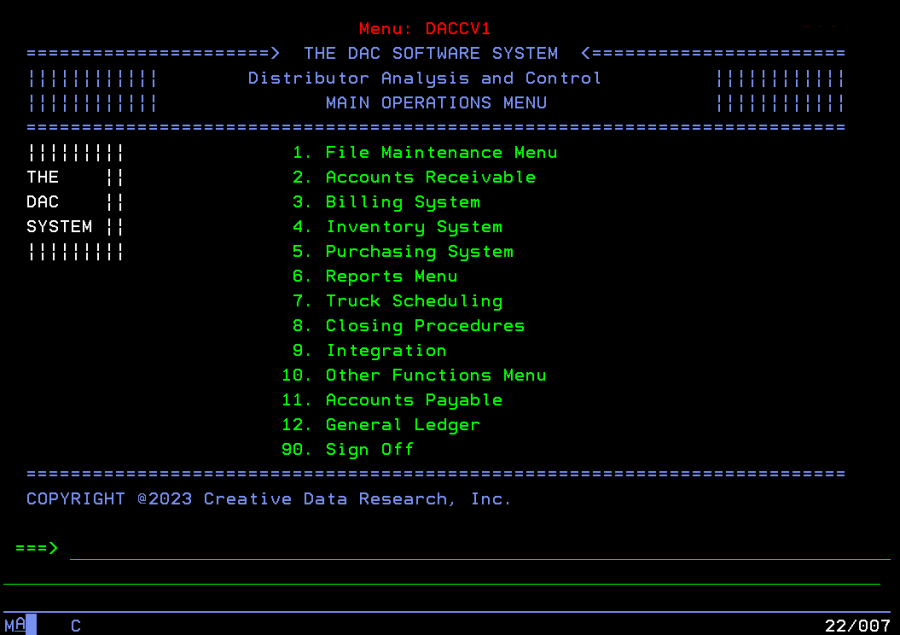 Menu: DACCV1
======================> THE DAC SOFTWARE SYSTEM <=======================
|||||||||||| Distributor Analysis and Control ||||||||||||
|||||||||||| MAIN OPERATIONS MENU ||||||||||||
==========================================================================
|||||||||
THE ||
DAC ||
SYSTEM ||
|||||||||
1. File Maintenance Menu
2. Accounts Receivable
3. Billing System
4. Inventory System
5. Purchasing System
6. Reports Menu
7. Truck Scheduling
8. Closing Procedures
9. Integration
10. Other Functions Menu
11. Accounts Payable
12. General Ledger
90. Sign Off
==========================================================================
COPYRIGHT @2023 Creative Data Research, Inc.
===>
MA C 22/007